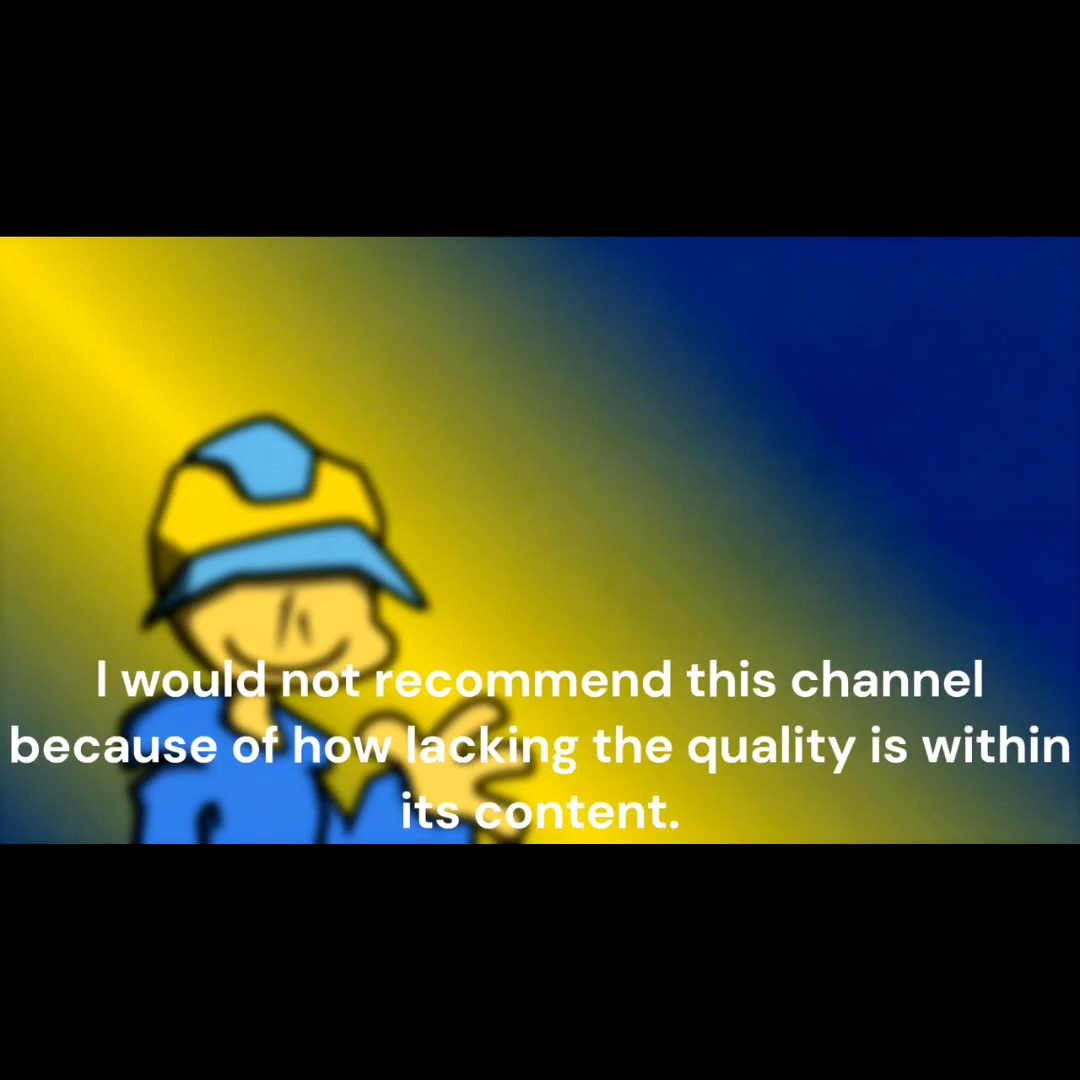 I would not recommend this channel
because of how lacking the quality is within
its content.